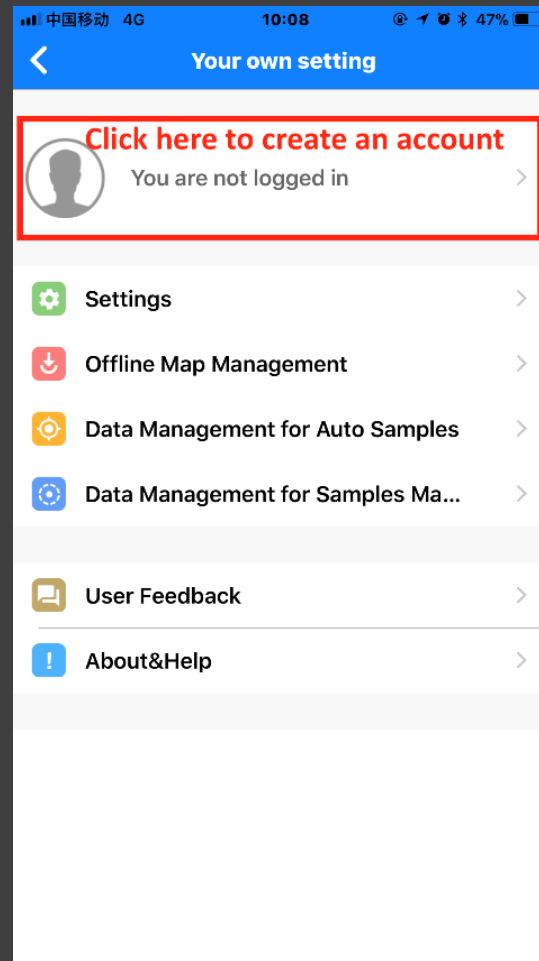 中国移动 4G 10:08 47%
Your own setting
Click here to create an account
You are not logged in
Settings
Offline Map Management
Data Management for Auto Samples
Data Management for Samples Ma...
User Feedback
About&Help